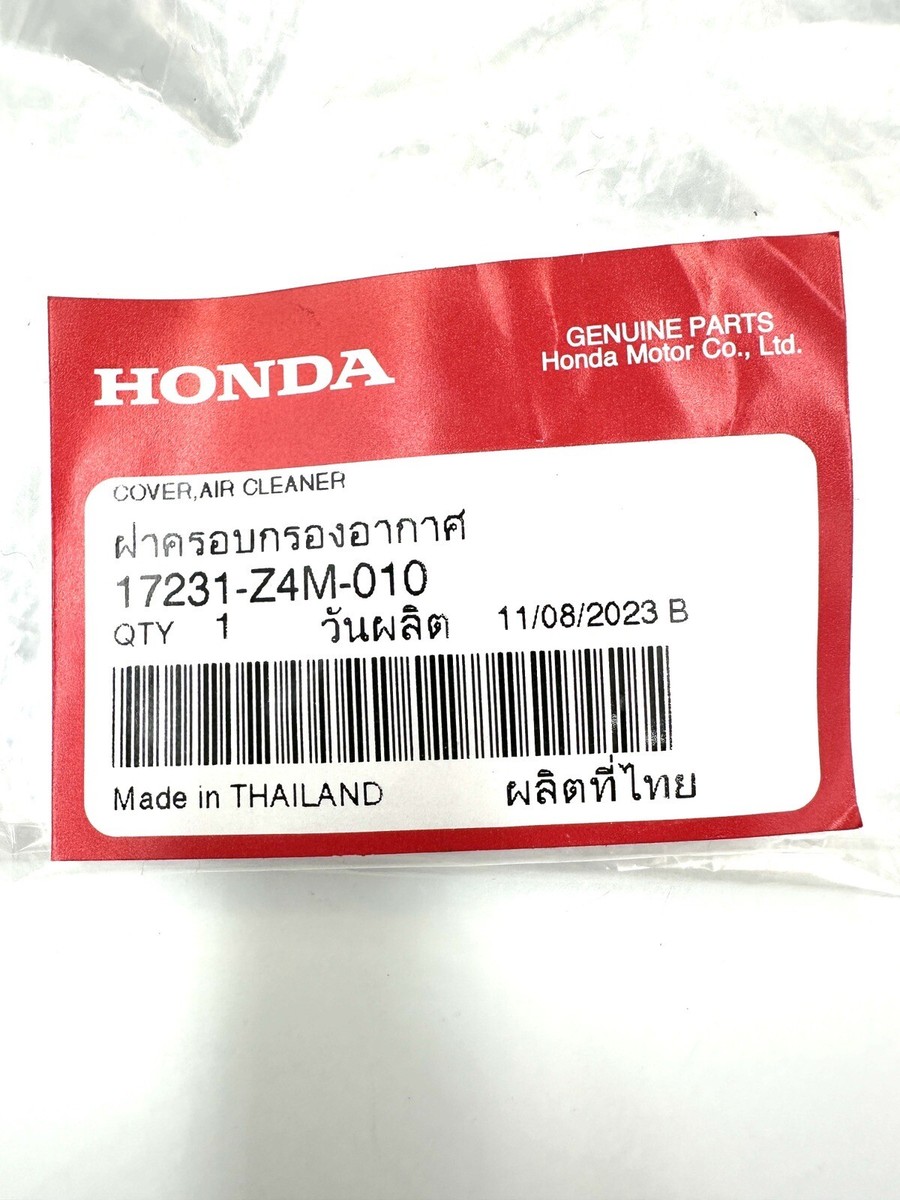 HONDA
GENUINE PARTS
Honda Motor Co., Ltd.
COVER,AIR CLEANER
ฝาครอบกรองอากาศ
17231-Z4M-010
QTY 1 วันผลิต 11/08/2023 B
Made in THAILAND ผลิตที่ไทย